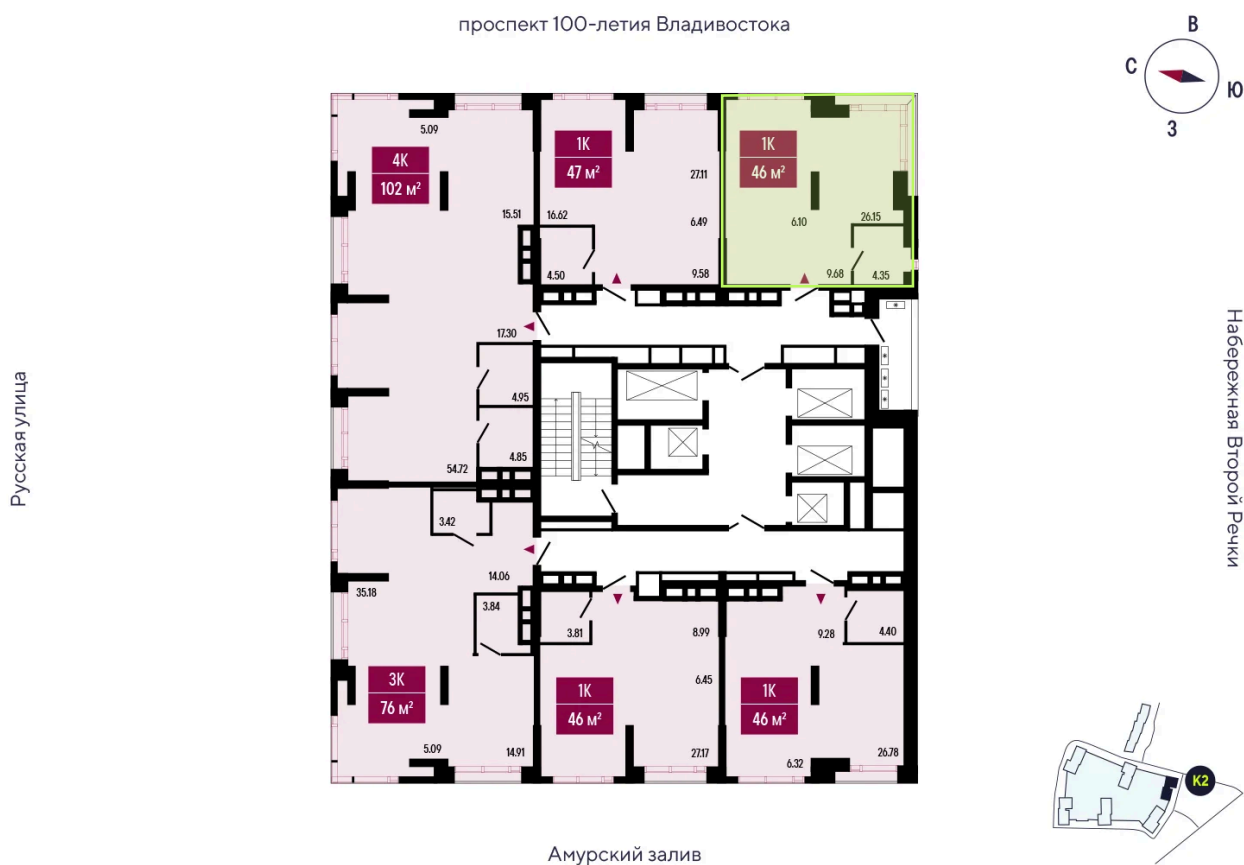 проспект 100-летия Владивостока
В
С
Ю
З
5.09
4К
102 м²
15.51
17.30
4.95
4.85
54.72
1К
47 м²
27.11
16.62
6.49
4.50
9.58
1К
46 м²
6.10
26.15
9.68
4.35
Русская улица
Набережная Второй Речки
3.42
14.06
35.18
3.84
3К
76 м²
5.09
14.91
3.81
8.99
6.45
1К
46 м²
27.17
9.28
4.40
1К
46 м²
6.32
26.78
К2
Амурский залив